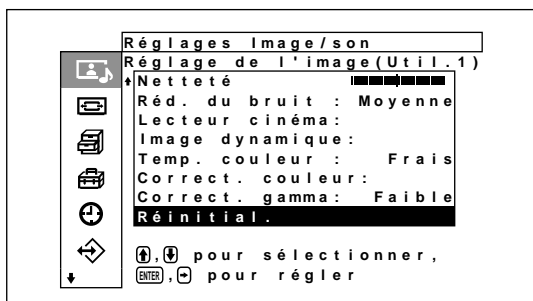 Réglages Image/son
Réglage de l'image(Util.1)
Netteté
Réd. du bruit : Moyenne
Lecteur cinéma:
Image dynamique:
Temp. couleur : Frais
Correct. couleur:
Correct. gamma: Faible
Réinitial.
, pour sélectionner,
ENTER , pour régler